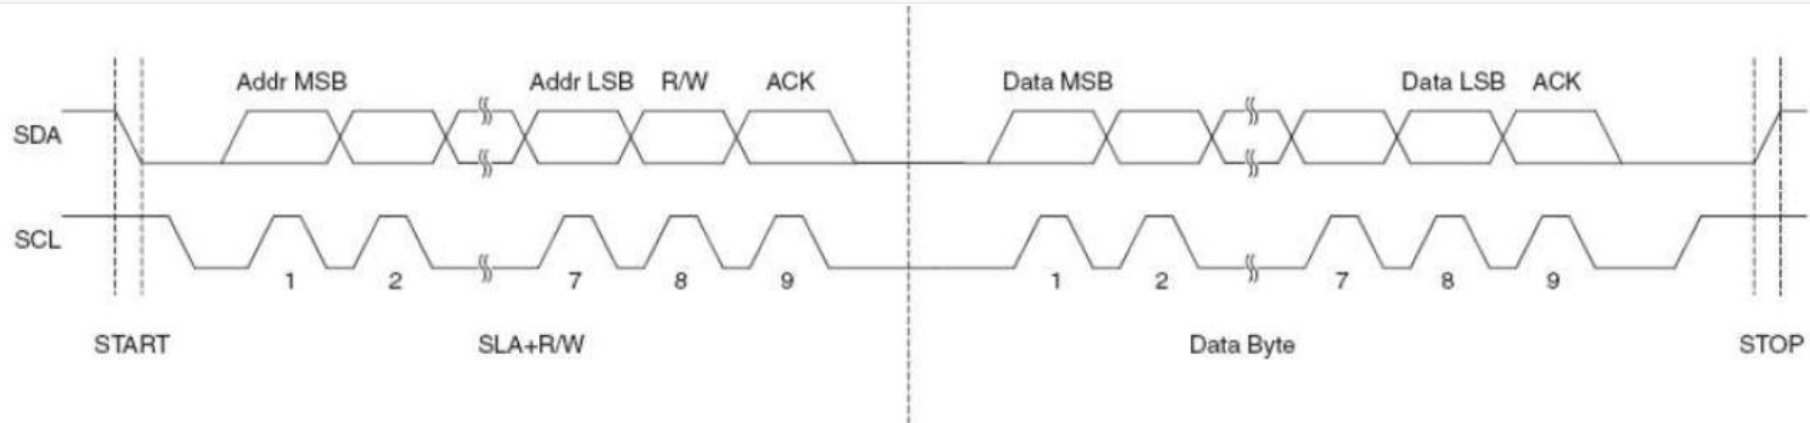 Addr MSB Addr LSB R/W ACK Data MSB Data LSB ACK
SDA
SCL
1 2 7 8 9 1 2 7 8 9
START SLA+R/W Data Byte STOP